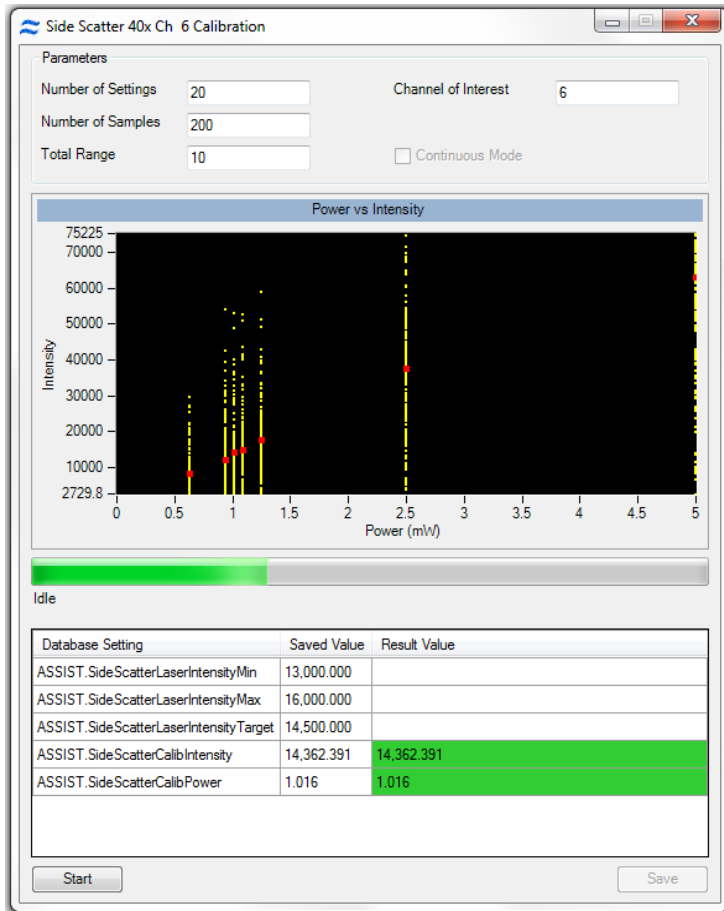 Side Scatter 40x Ch 6 Calibration
Parameters
Number of Settings 20 Channel of Interest 6
Number of Samples 200
Total Range 10 Continuous Mode
Power vs Intensity
75225
70000
60000
50000
40000
30000
20000
10000
2729.8
Intensity
0 0.5 1 1.5 2 2.5 3 3.5 4 4.5 5
Power (mW)
Idle
Database Setting Saved Value Result Value
ASSIST.SideScatterLaserIntensityMin 13,000.000
ASSIST.SideScatterLaserIntensityMax 16,000.000
ASSIST.SideScatterLaserIntensityTarget 14,500.000
ASSIST.SideScatterCalibIntensity 14,362.391 14,362.391
ASSIST.SideScatterCalibPower 1.016 1.016
Start Save